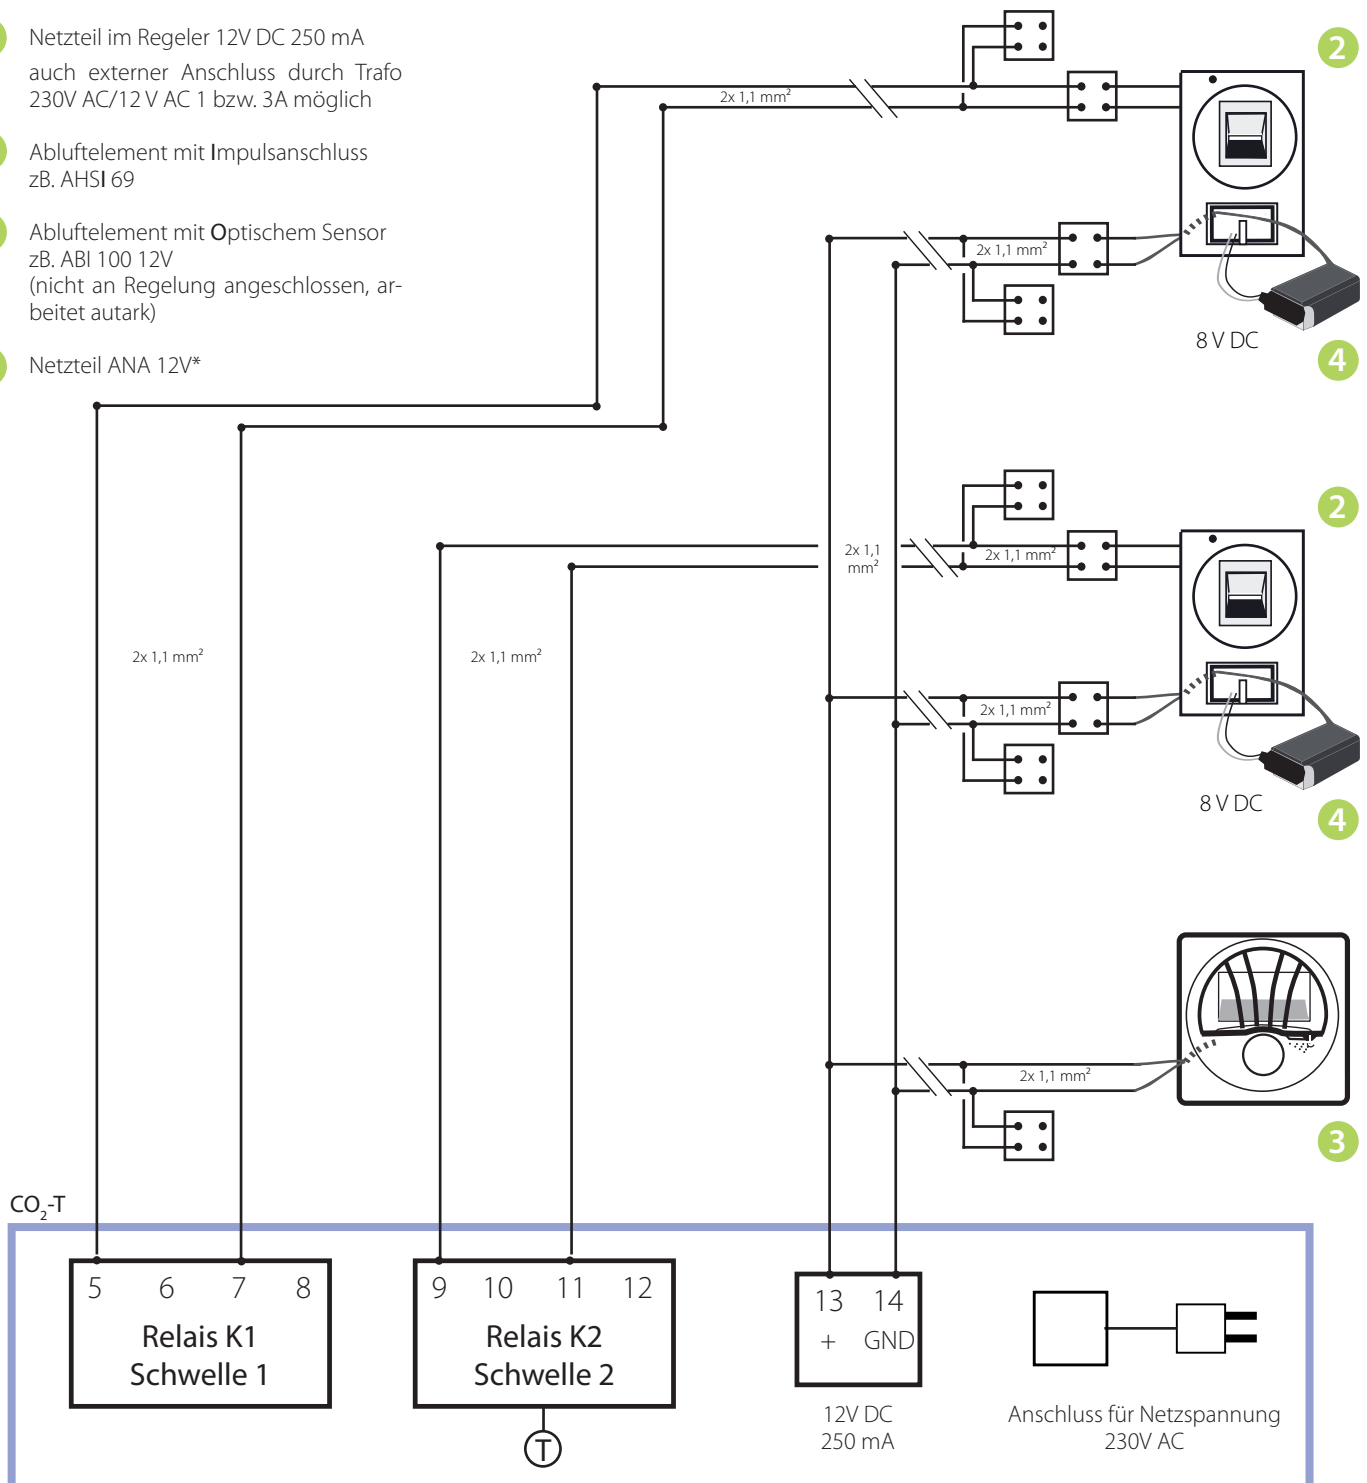 Netzteil im Regeler 12V DC 250 mA
auch externer Anschluss durch Trafo
230V AC/12 V AC 1 bzw. 3A möglich
Abluftelement mit Impulsanschluss
zB. AHSI 69
Abluftelement mit Optischem Sensor
zB. ABI 100 12V
(nicht an Regelung angeschlossen, ar-
beitet autark)
Netzteil ANA 12V*
2x 1,1 mm²
2
2x 1,1 mm²
8 V DC
4
2
2x 1,1
mm²
2x 1,1 mm²
2x 1,1 mm²
2x 1,1 mm²
2x 1,1 mm²
8 V DC
4
2x 1,1 mm²
3
CO₂-T
5 6 7 8
Relais K1
Schwelle 1
9 10 11 12
Relais K2
Schwelle 2
T
13 14
+ GND
12V DC
250 mA
Anschluss für Netzspannung
230V AC